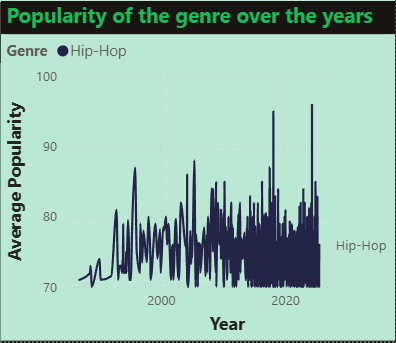 Popularity of the genre over the years
Genre Hip-Hop
100
90
80
70
Average Popularity
Hip-Hop
2000 2020
Year